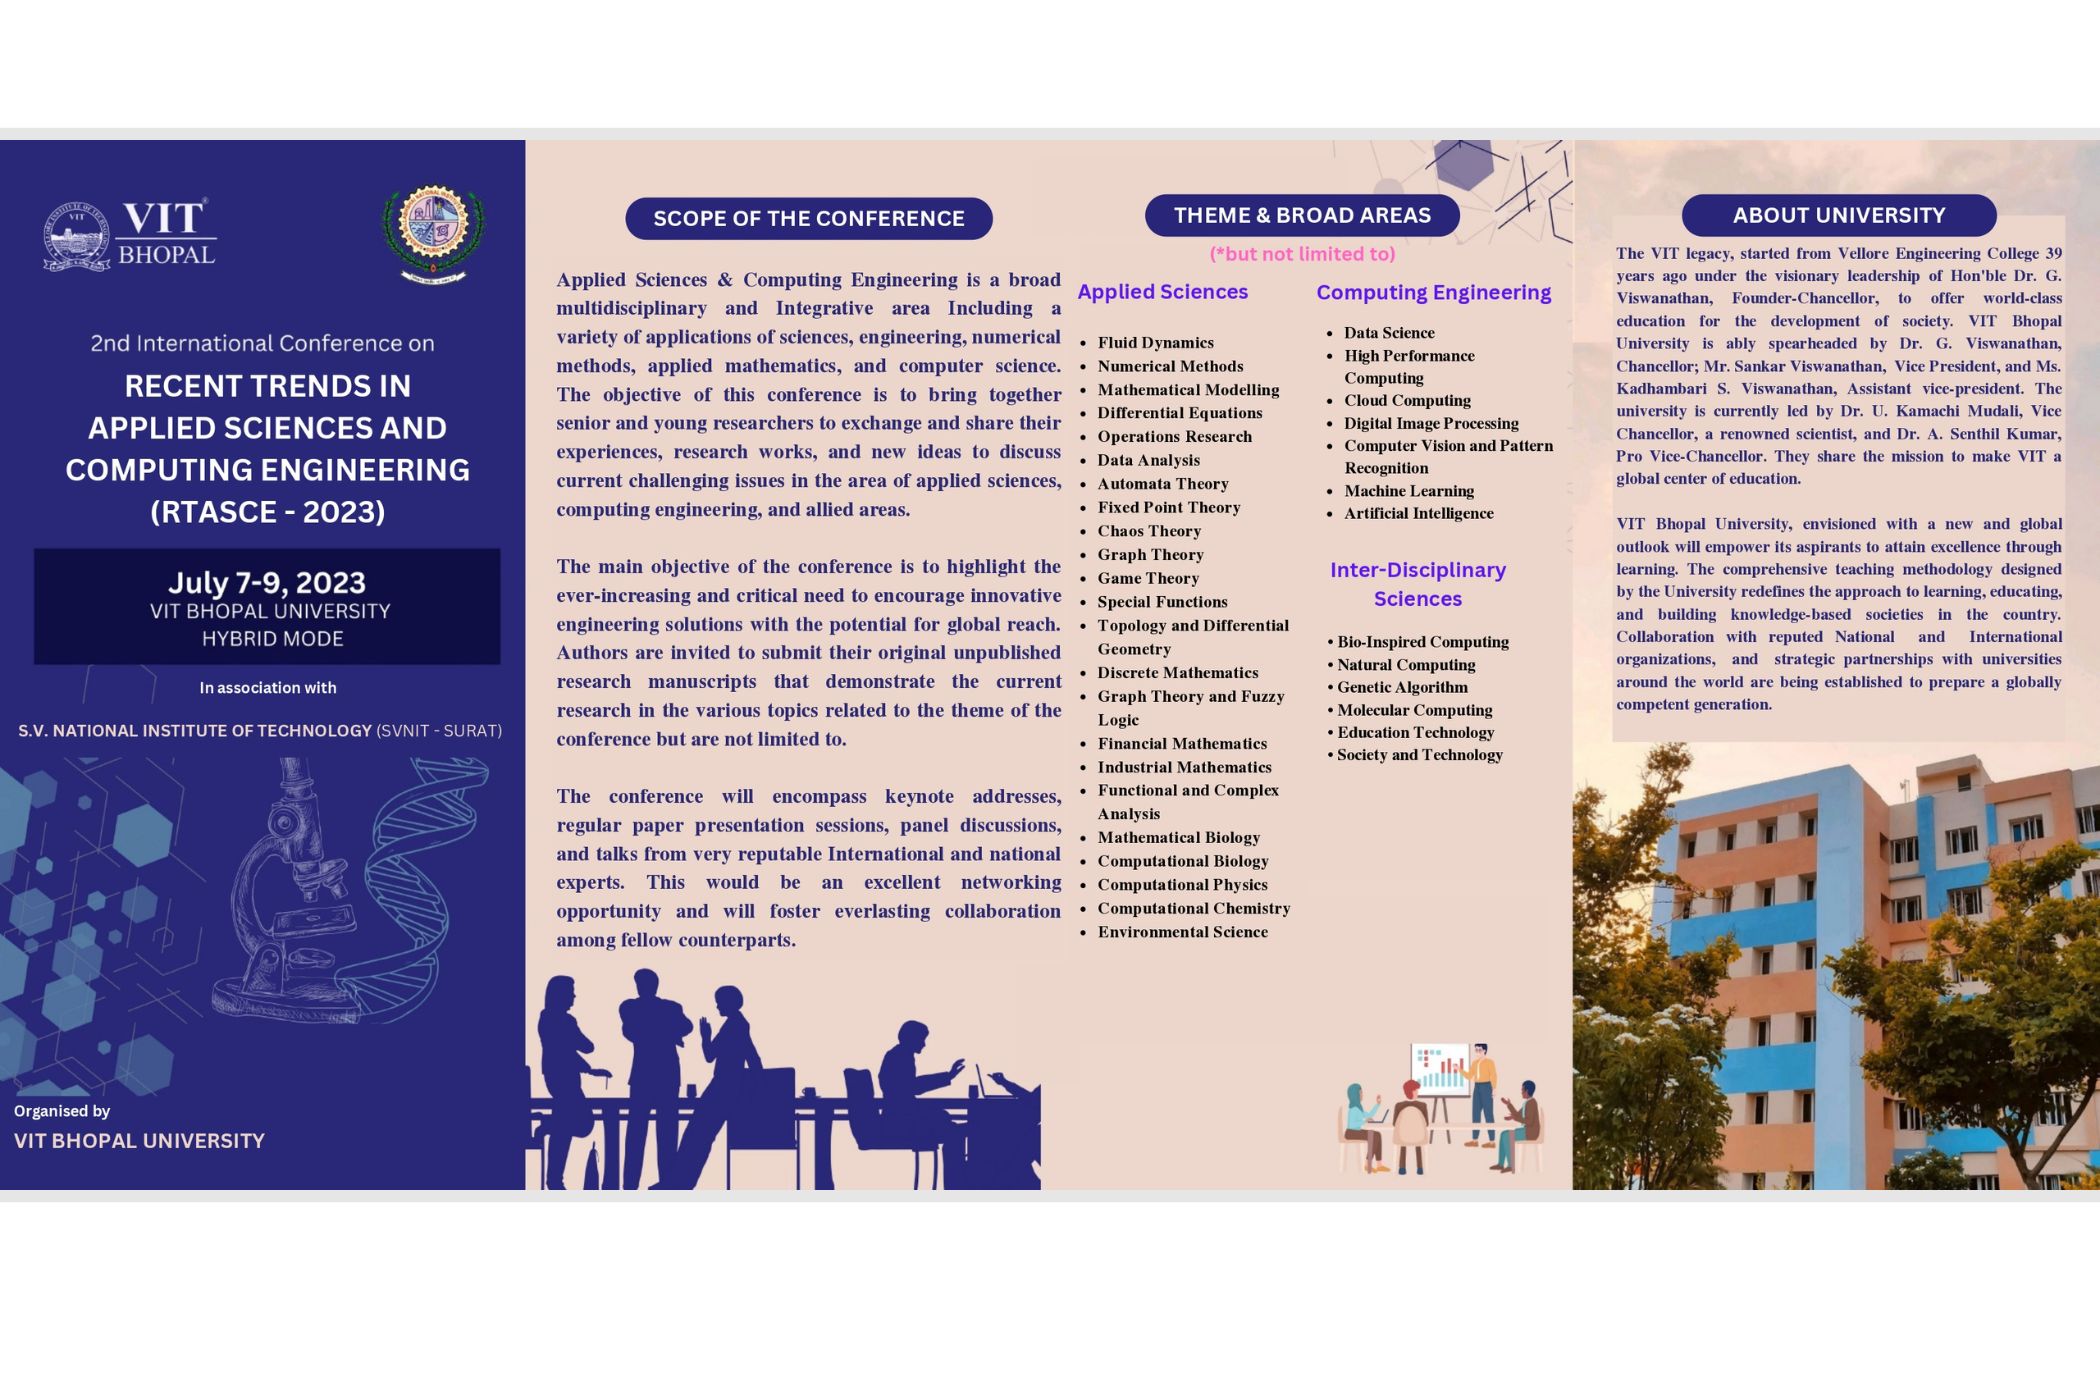 VIT
VIT
BHOPAL
2nd International Conference on
RECENT TRENDS IN
APPLIED SCIENCES AND
COMPUTING ENGINEERING
(RTASCE - 2023)
July 7-9, 2023
VIT BHOPAL UNIVERSITY
HYBRID MODE
In association with
S.V. NATIONAL INSTITUTE OF TECHNOLOGY (SVNIT - SURAT)
Organised by
VIT BHOPAL UNIVERSITY
SCOPE OF THE CONFERENCE
Applied Sciences & Computing Engineering is a broad
multidisciplinary and Integrative area Including a
variety of applications of sciences, engineering, numerical
methods, applied mathematics, and computer science.
The objective of this conference is to bring together
senior and young researchers to exchange and share their
experiences, research works, and new ideas to discuss
current challenging issues in the area of applied sciences,
computing engineering, and allied areas.
The main objective of the conference is to highlight the
ever-increasing and critical need to encourage innovative
engineering solutions with the potential for global reach.
Authors are invited to submit their original unpublished
research manuscripts that demonstrate the current
research in the various topics related to the theme of the
conference but are not limited to.
The conference will encompass keynote addresses,
regular paper presentation sessions, panel discussions,
and talks from very reputable International and national
experts. This would be an excellent networking
opportunity and will foster everlasting collaboration
among fellow counterparts.
THEME & BROAD AREAS
(*but not limited to)
Applied Sciences
• Fluid Dynamics
• Numerical Methods
• Mathematical Modelling
• Differential Equations
• Operations Research
• Data Analysis
• Automata Theory
• Fixed Point Theory
• Chaos Theory
• Graph Theory
• Game Theory
• Special Functions
• Topology and Differential
Geometry
• Discrete Mathematics
• Graph Theory and Fuzzy
Logic
• Financial Mathematics
• Industrial Mathematics
• Functional and Complex
Analysis
• Mathematical Biology
• Computational Biology
• Computational Physics
• Computational Chemistry
• Environmental Science
Computing Engineering
• Data Science
• High Performance
Computing
• Cloud Computing
• Digital Image Processing
• Computer Vision and Pattern
Recognition
• Machine Learning
• Artificial Intelligence
Inter-Disciplinary
Sciences
• Bio-Inspired Computing
• Natural Computing
• Genetic Algorithm
• Molecular Computing
• Education Technology
• Society and Technology
ABOUT UNIVERSITY
The VIT legacy, started from Vellore Engineering College 39
years ago under the visionary leadership of Hon'ble Dr. G.
Viswanathan, Founder-Chancellor, to offer world-class
education for the development of society. VIT Bhopal
University is ably spearheaded by Dr. G. Viswanathan,
Chancellor; Mr. Sankar Viswanathan, Vice President, and Ms.
Kadhambari S. Viswanathan, Assistant vice-president. The
university is currently led by Dr. U. Kamachi Mudali, Vice
Chancellor, a renowned scientist, and Dr. A. Senthil Kumar,
Pro Vice-Chancellor. They share the mission to make VIT a
global center of education.
VIT Bhopal University, envisioned with a new and global
outlook will empower its aspirants to attain excellence through
learning. The comprehensive teaching methodology designed
by the University redefines the approach to learning, educating,
and building knowledge-based societies in the country.
Collaboration with reputed National and International
organizations, and strategic partnerships with universities
around the world are being established to prepare a globally
competent generation.